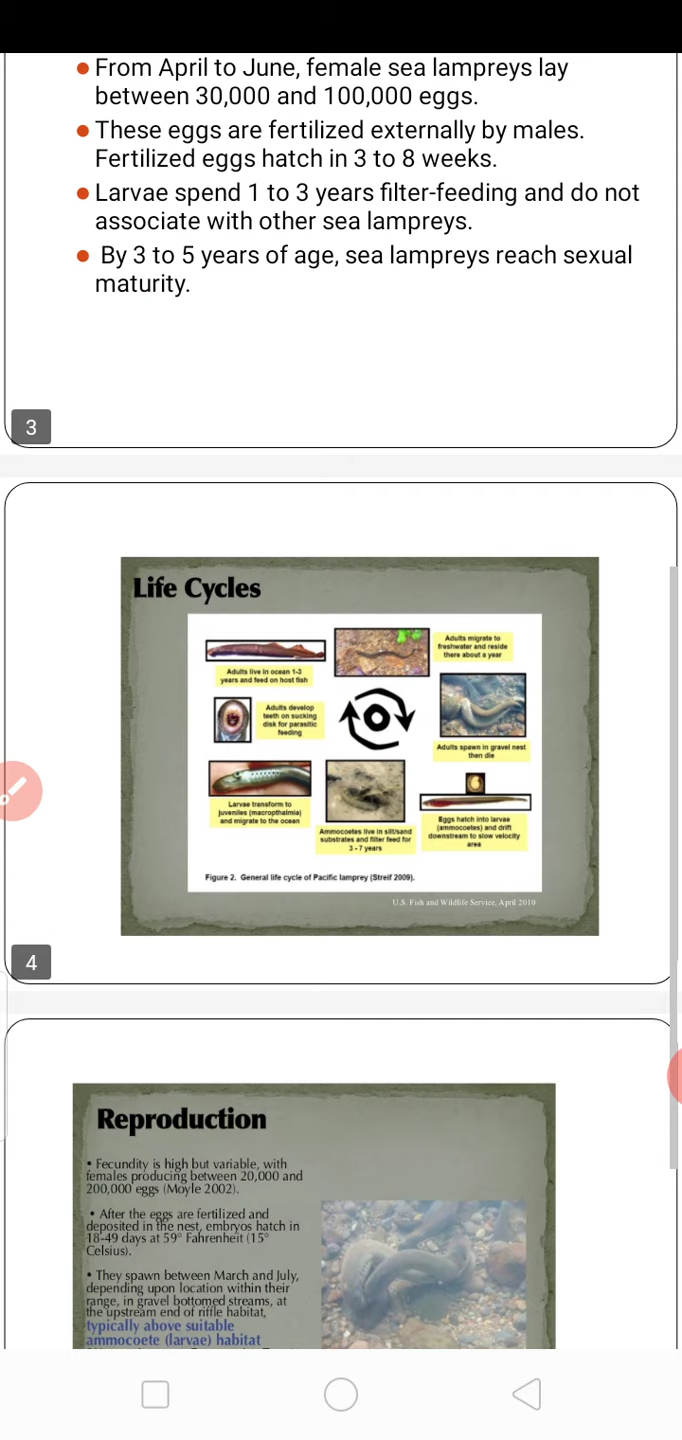 ● From April to June, female sea lampreys lay
between 30,000 and 100,000 eggs.
● These eggs are fertilized externally by males.
Fertilized eggs hatch in 3 to 8 weeks.
● Larvae spend 1 to 3 years filter-feeding and do not
associate with other sea lampreys.
● By 3 to 5 years of age, sea lampreys reach sexual
maturity.
3
Life Cycles
Adults migrate to
freshwater and reside
there about a year
Adults live in ocean 1-3
years and feed on host fish
Adults develop
teeth on sucking
disk for parasitic
feeding
Adults spawn in gravel nest
then die
Larvae transform to
juveniles (macropthalmia)
and migrate to the ocean
Ammocoetes live in silt/sand
substrates and filter feed for
3 - 7 years
Eggs hatch into larvae
(ammocoetes) and drift
downstream to slow velocity
area
Figure 2. General life cycle of Pacific lamprey (Streif 2009).
U.S. Fish and Wildlife Service, April 2010
4
Reproduction
• Fecundity is high but variable, with
females producing between 20,000 and
200,000 eggs (Moyle 2002).
• After the eggs are fertilized and
deposited in the nest, embryos hatch in
18-49 days at 59° Fahrenheit (15°
Celsius).
• They spawn between March and July,
depending upon location within their
range, in gravel bottomed streams, at
the upstream end of riffle habitat,
typically above suitable
ammocoete (larvae) habitat